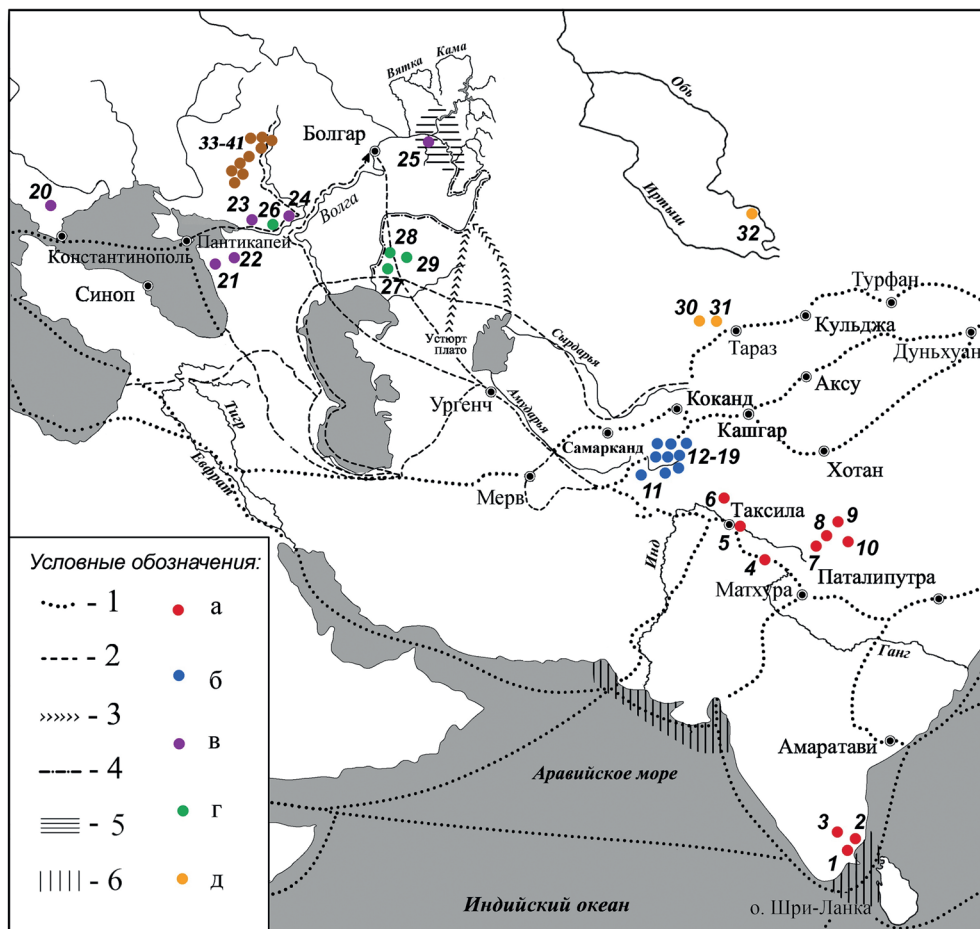 Вятка
Кама
Обь
33-41
Болгар
25
20
24
23
26
Волга
Иртыш
Пантикапей
32
Константинополь
22
28
29
21
27
Синоп
30
31
Турфан
Кульджа
Тараз
Дуньхуан
Устюрт
плато
Сырдарья
Аксу
Ургенч
Амударья
Коканд
Тигр
Самарканд
Кашгар
12-19
Хотан
Евфрат
Мерв
11
6
Таксила
9
8
5
10
7
4
Инд
Паталипутра
Матхура
Ганг
Условные обозначения:
- 1
а
- 2
б
- 3
в
- 4
г
- 5
- 6
д
Амаратави
Аравийское море
3
2
1
Индийский океан
о. Шри-Ланка